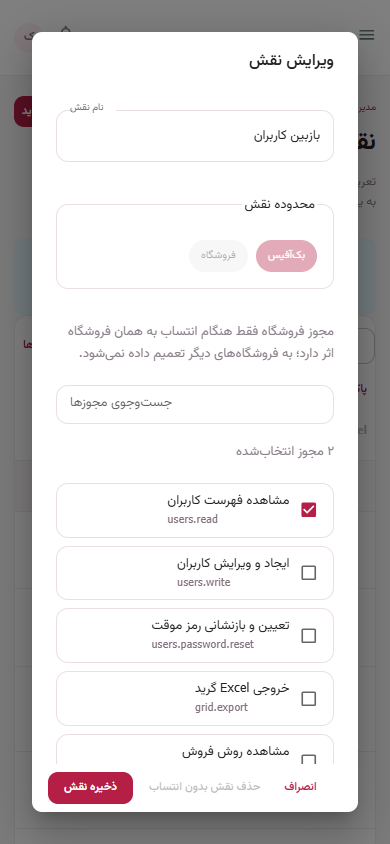 ویرایش نقش
نام نقش
بازبین کاربران
محدوده نقش
بک‌آفیس
فروشگاه
مجوز فروشگاه فقط هنگام انتساب به همان فروشگاه
اثر دارد؛ به فروشگاه‌های دیگر تعمیم داده نمی‌شود.
جست‌وجوی مجوزها
۲ مجوز انتخاب‌شده
مشاهده فهرست کاربران
users.read
ایجاد و ویرایش کاربران
users.write
تعیین و بازنشانی رمز موقت
users.password.reset
خروجی Excel گرید
grid.export
مشاهده روش فروش
انصراف
حذف نقش بدون انتساب
ذخیره نقش